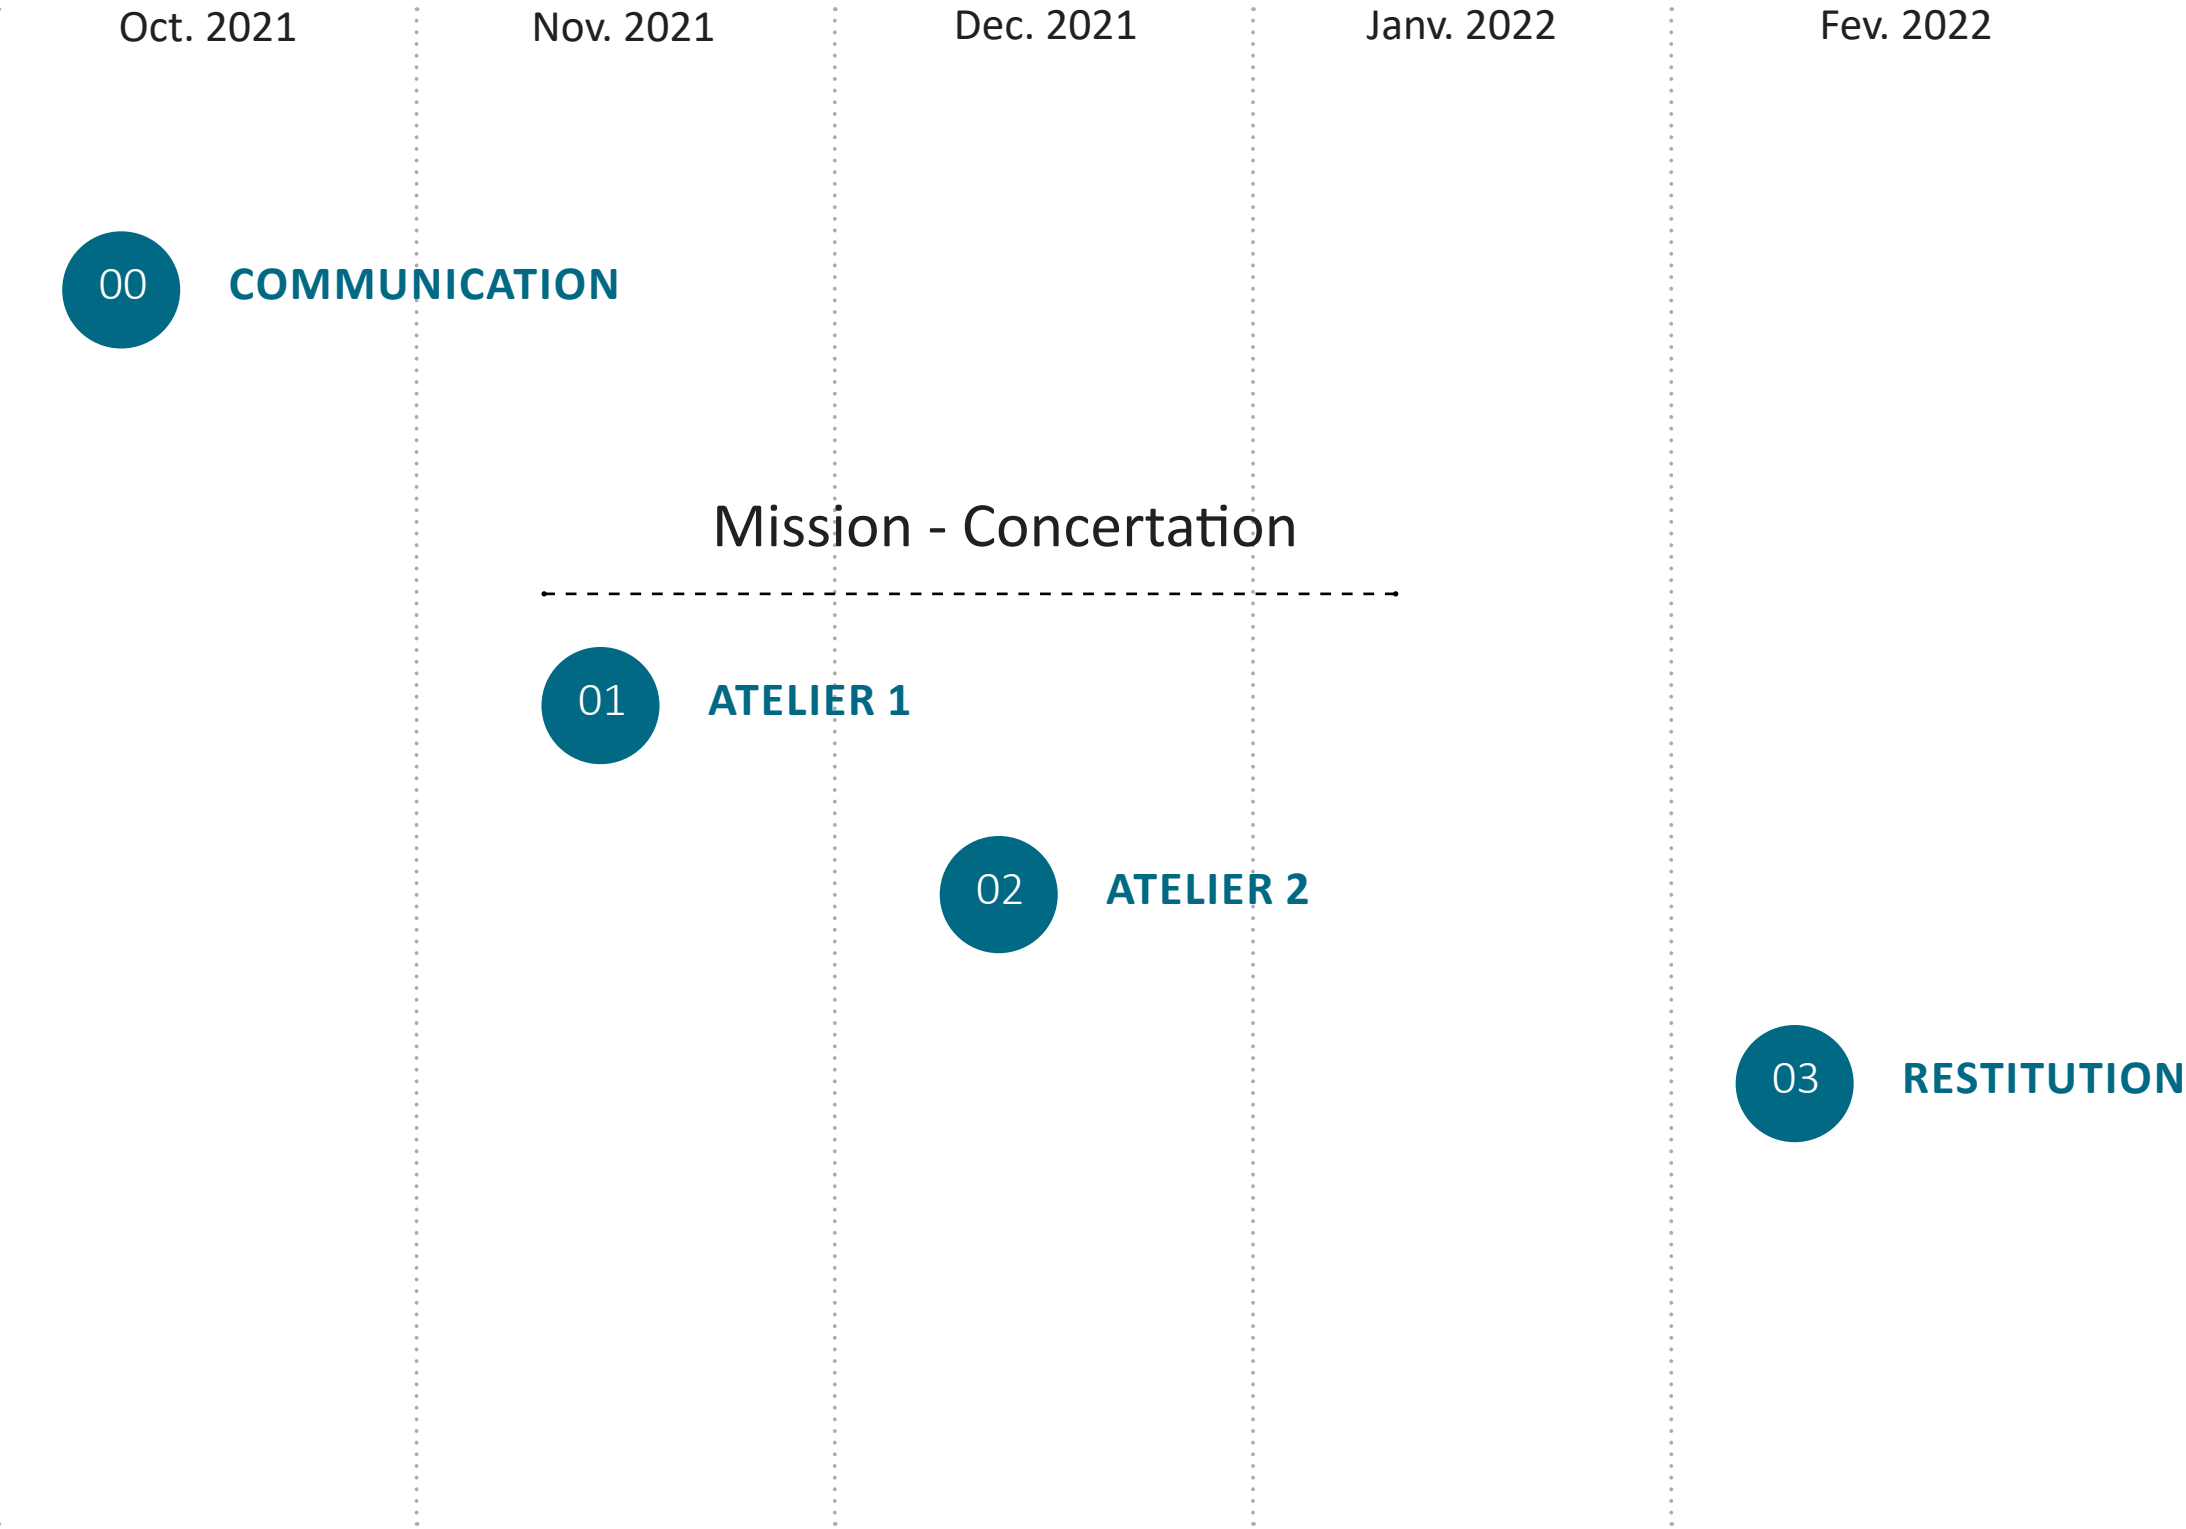 Oct. 2021
Nov. 2021
Dec. 2021
Janv. 2022
Fev. 2022
00
COMMUNICATION
Mission - Concertation
01
ATELIER 1
02
ATELIER 2
03
RESTITUTION